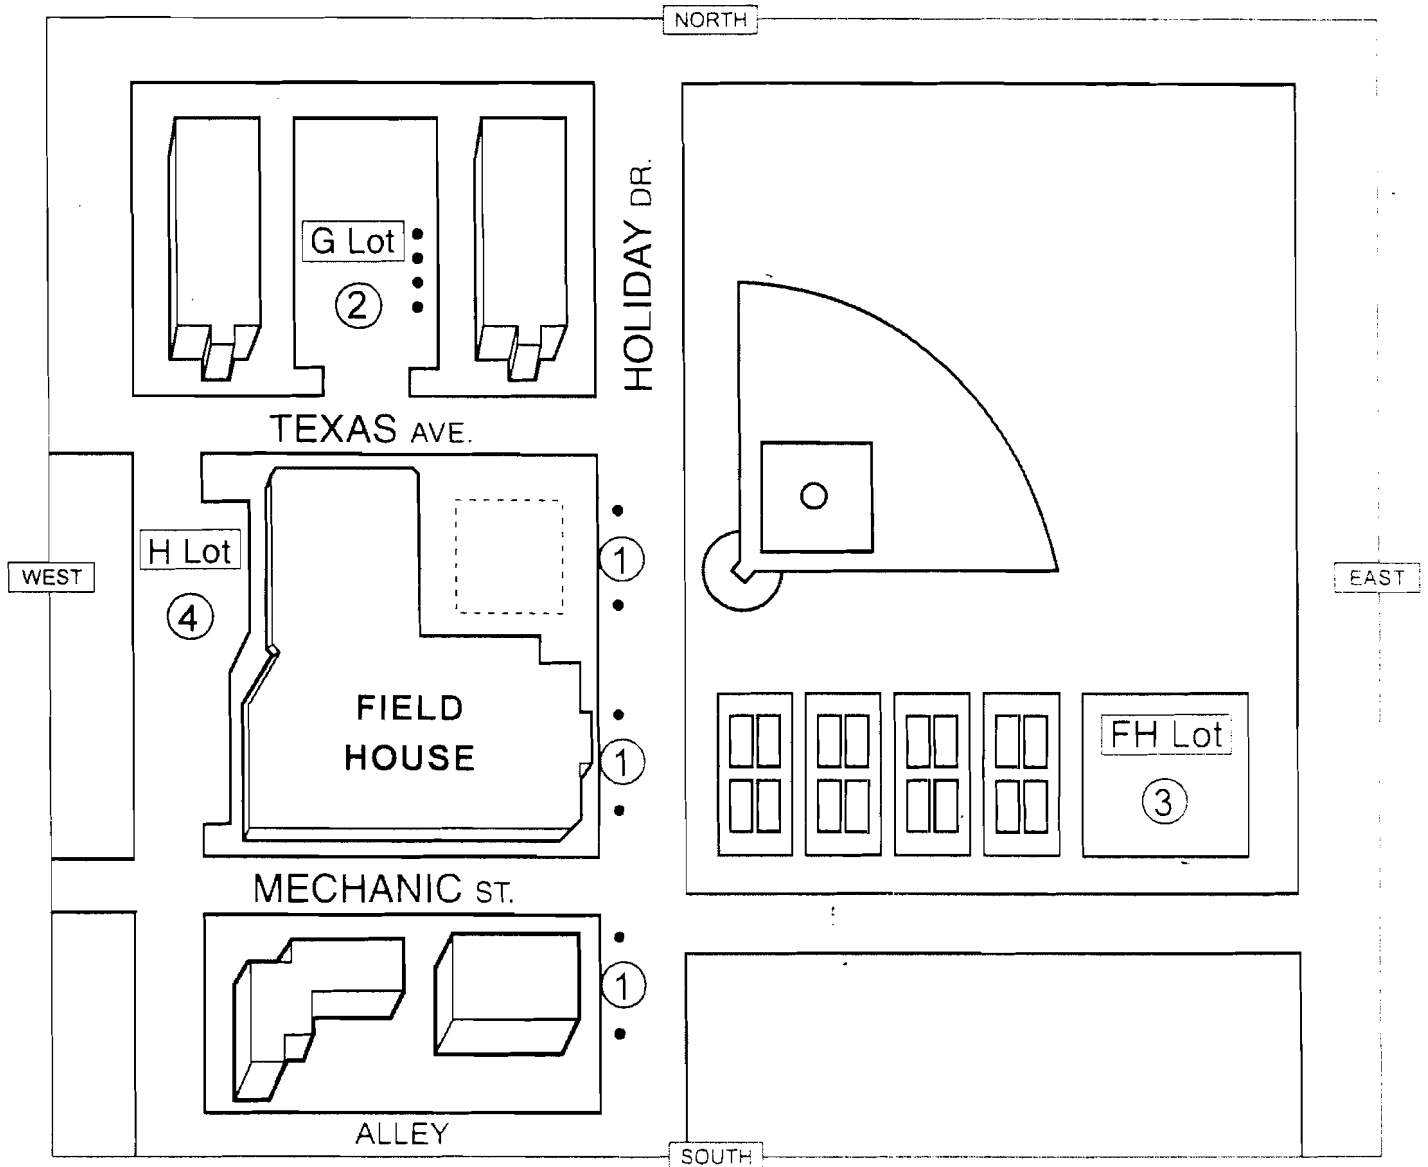 NORTH
HOLIDAY DR.
G Lot
2
TEXAS AVE.
H Lot
1
WEST
EAST
4
FIELD
HOUSE
FH Lot
1
3
MECHANIC ST.
1
ALLEY
SOUTH